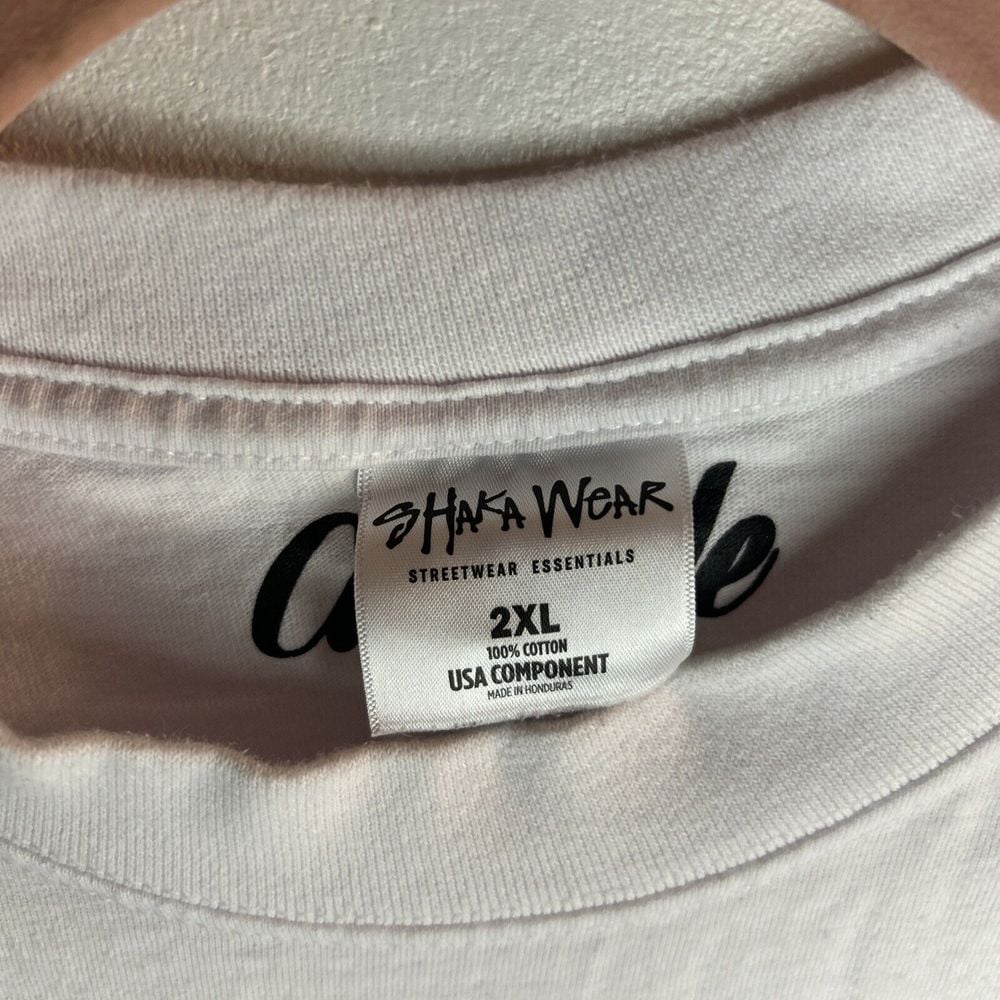 SHAKA WEAR
STREETWEAR ESSENTIALS
2XL
100% COTTON
USA COMPONENT
MADE IN HONDURAS